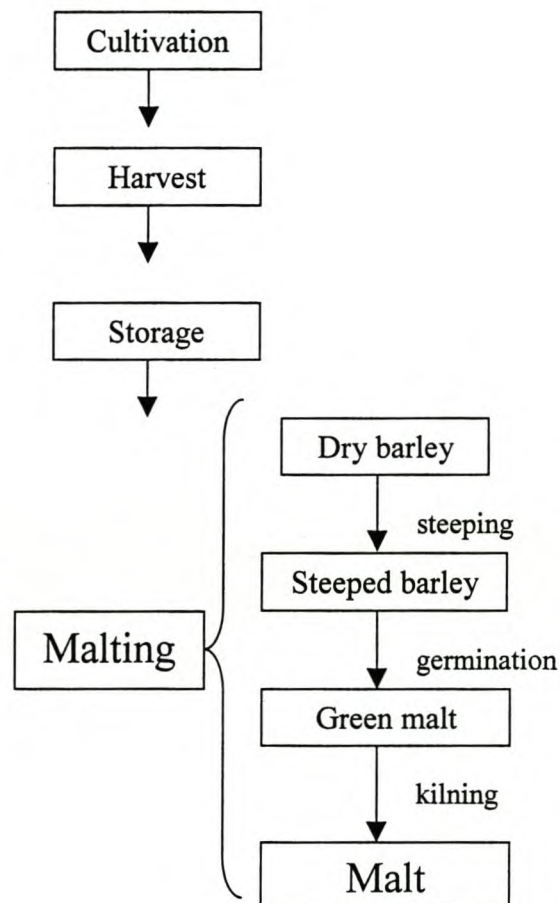 Cultivation
Harvest
Storage
Dry barley
steeping
Steeped barley
Malting
germination
Green malt
kilning
Malt